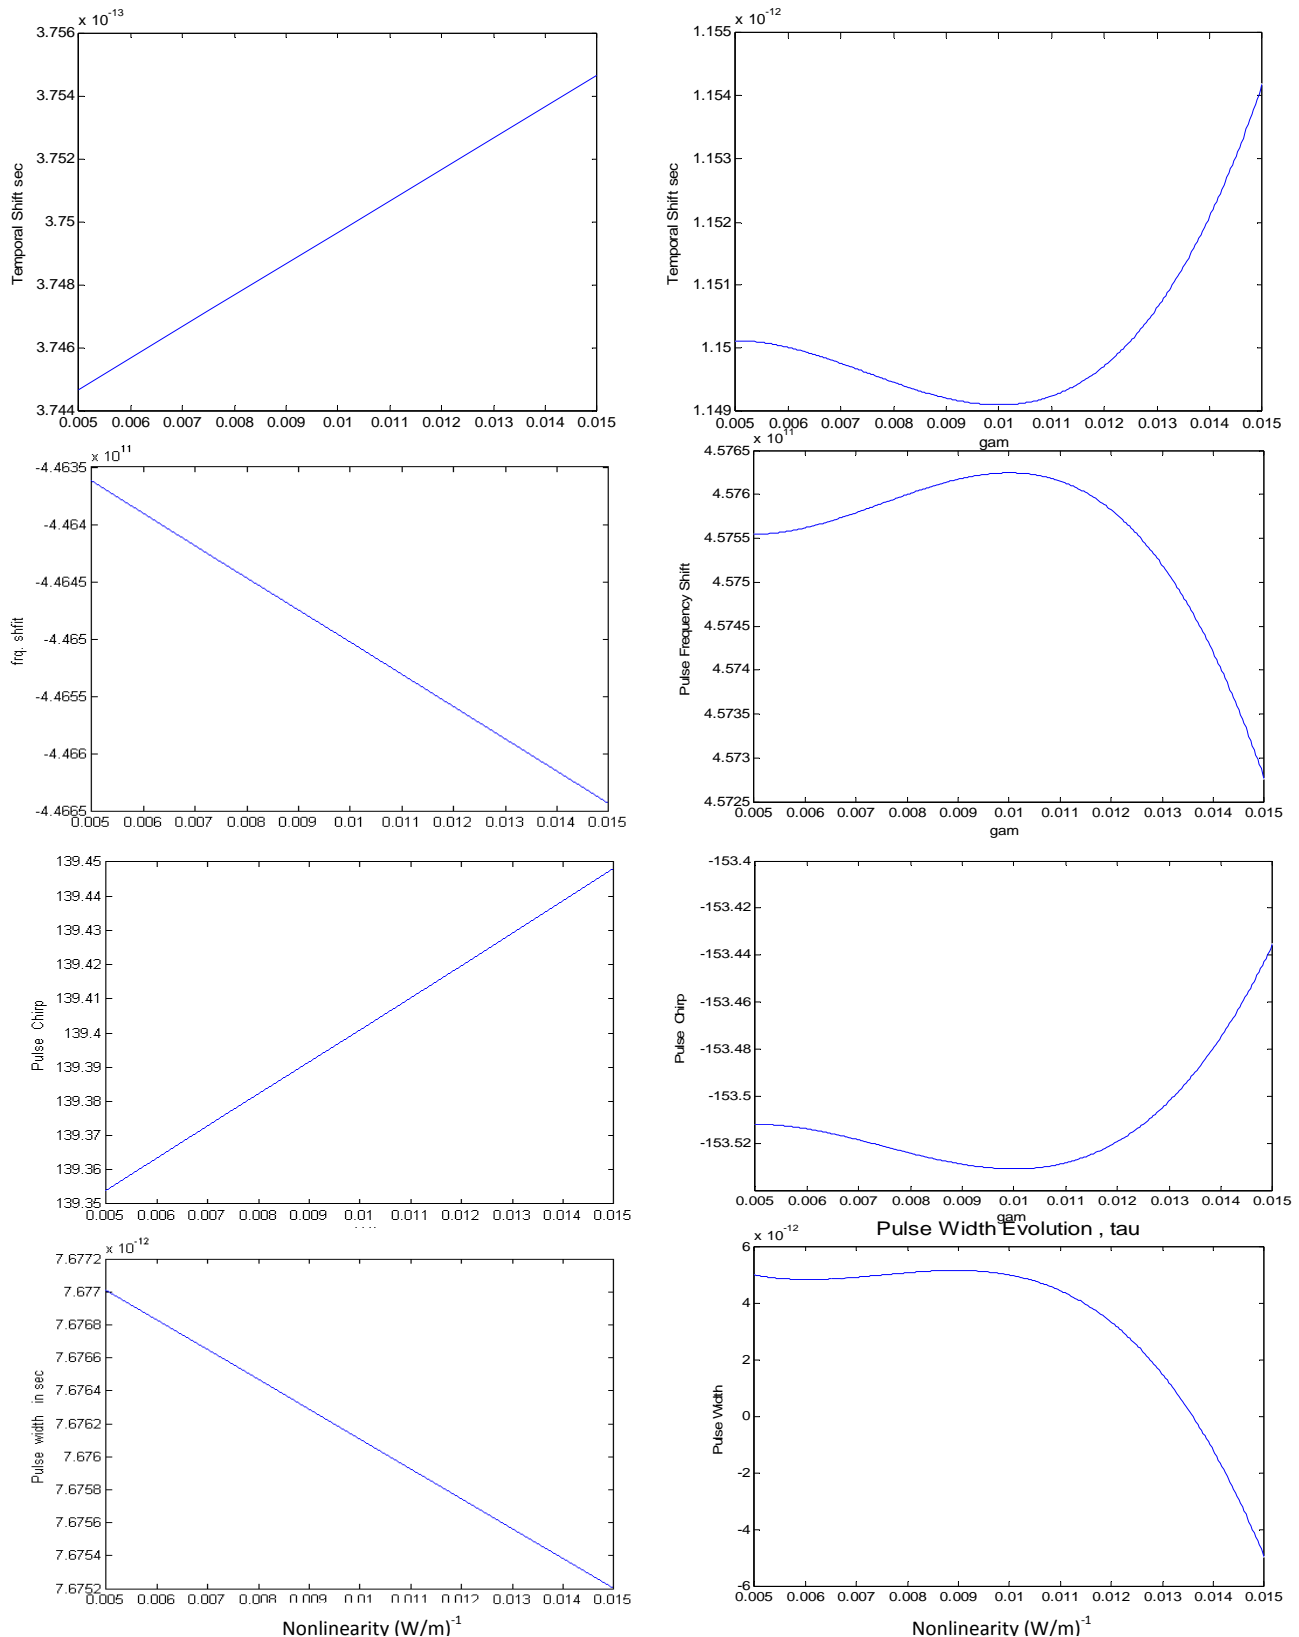 x 10^-13
3.756
3.754
3.752
3.75
3.748
3.746
3.744
Temporal Shift sec
0.005 0.006 0.007 0.008 0.009 0.01 0.011 0.012 0.013 0.014 0.015
x 10^-12
1.155
1.154
1.153
1.152
1.151
1.15
1.149
Temporal Shift sec
0.005 0.006 0.007 0.008 0.009 0.01 0.011 0.012 0.013 0.014 0.015
gam
x 10^11
-4.4635
-4.464
-4.4645
-4.465
-4.4655
-4.466
-4.4665
frq. shfit
0.005 0.006 0.007 0.008 0.009 0.01 0.011 0.012 0.013 0.014 0.015
x 10^11
4.5765
4.576
4.5755
4.575
4.5745
4.574
4.5735
4.573
4.5725
Pulse Frequency Shift
0.005 0.006 0.007 0.008 0.009 0.01 0.011 0.012 0.013 0.014 0.015
gam
139.45
139.44
139.43
139.42
139.41
139.4
139.39
139.38
139.37
139.36
139.35
Pulse Chirp
0.005 0.006 0.007 0.008 0.009 0.01 0.011 0.012 0.013 0.014 0.015
-153.4
-153.42
-153.44
-153.46
-153.48
-153.5
-153.52
Pulse Chirp
0.005 0.006 0.007 0.008 0.009 0.01 0.011 0.012 0.013 0.014 0.015
gam
x 10^-12
7.6772
7.677
7.6768
7.6766
7.6764
7.6762
7.676
7.6758
7.6756
7.6754
7.6752
Pulse width in sec
0.005 0.006 0.007 0.008 0.009 0.01 0.011 0.012 0.013 0.014 0.015
Nonlinearity (W/m)^-1
Pulse Width Evolution , tau
x 10^-12
6
4
2
0
-2
-4
-6
Pulse Width
0.005 0.006 0.007 0.008 0.009 0.01 0.011 0.012 0.013 0.014 0.015
Nonlinearity (W/m)^-1